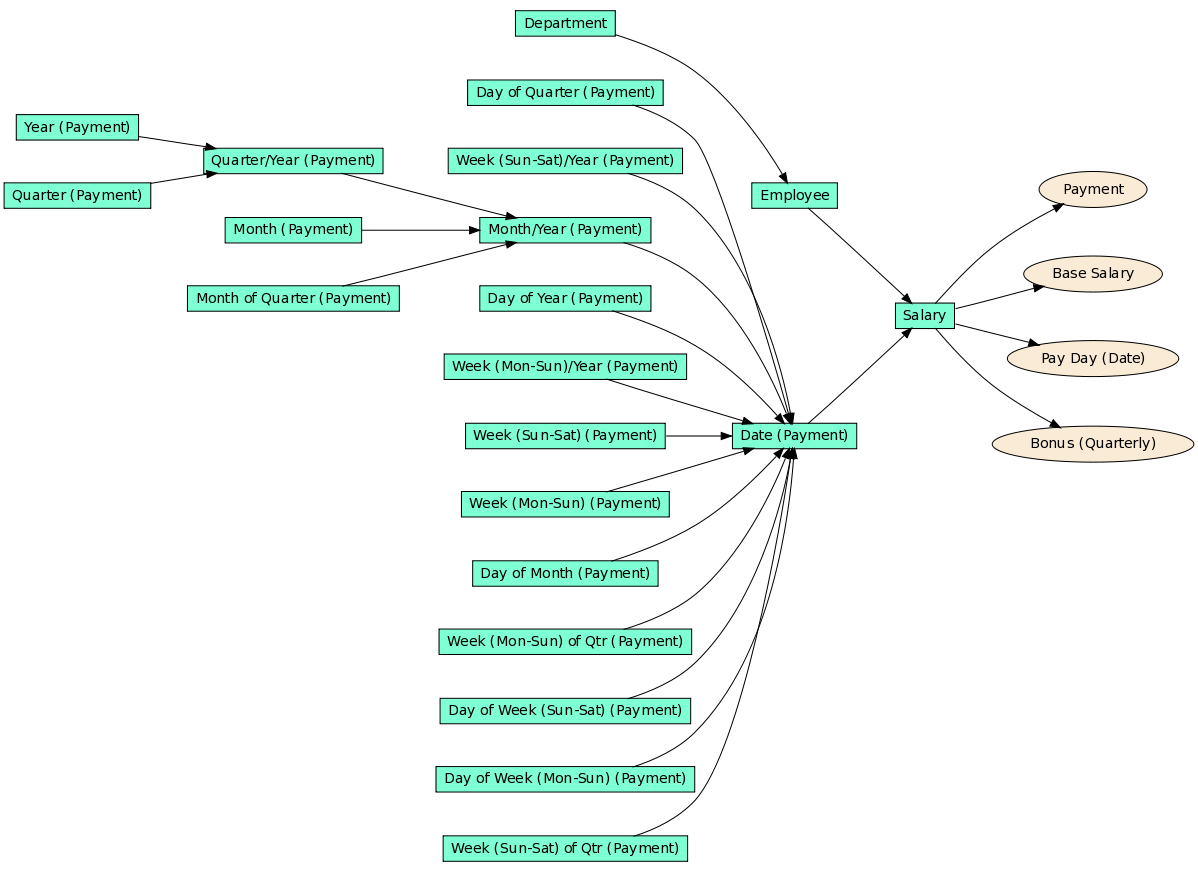 Department
Day of Quarter (Payment)
Year (Payment)
Quarter/Year (Payment)
Week (Sun-Sat)/Year (Payment)
Quarter (Payment)
Employee
Payment
Month (Payment)
Month/Year (Payment)
Base Salary
Month of Quarter (Payment)
Day of Year (Payment)
Salary
Week (Mon-Sun)/Year (Payment)
Pay Day (Date)
Week (Sun-Sat) (Payment)
Date (Payment)
Bonus (Quarterly)
Week (Mon-Sun) (Payment)
Day of Month (Payment)
Week (Mon-Sun) of Qtr (Payment)
Day of Week (Sun-Sat) (Payment)
Day of Week (Mon-Sun) (Payment)
Week (Sun-Sat) of Qtr (Payment)